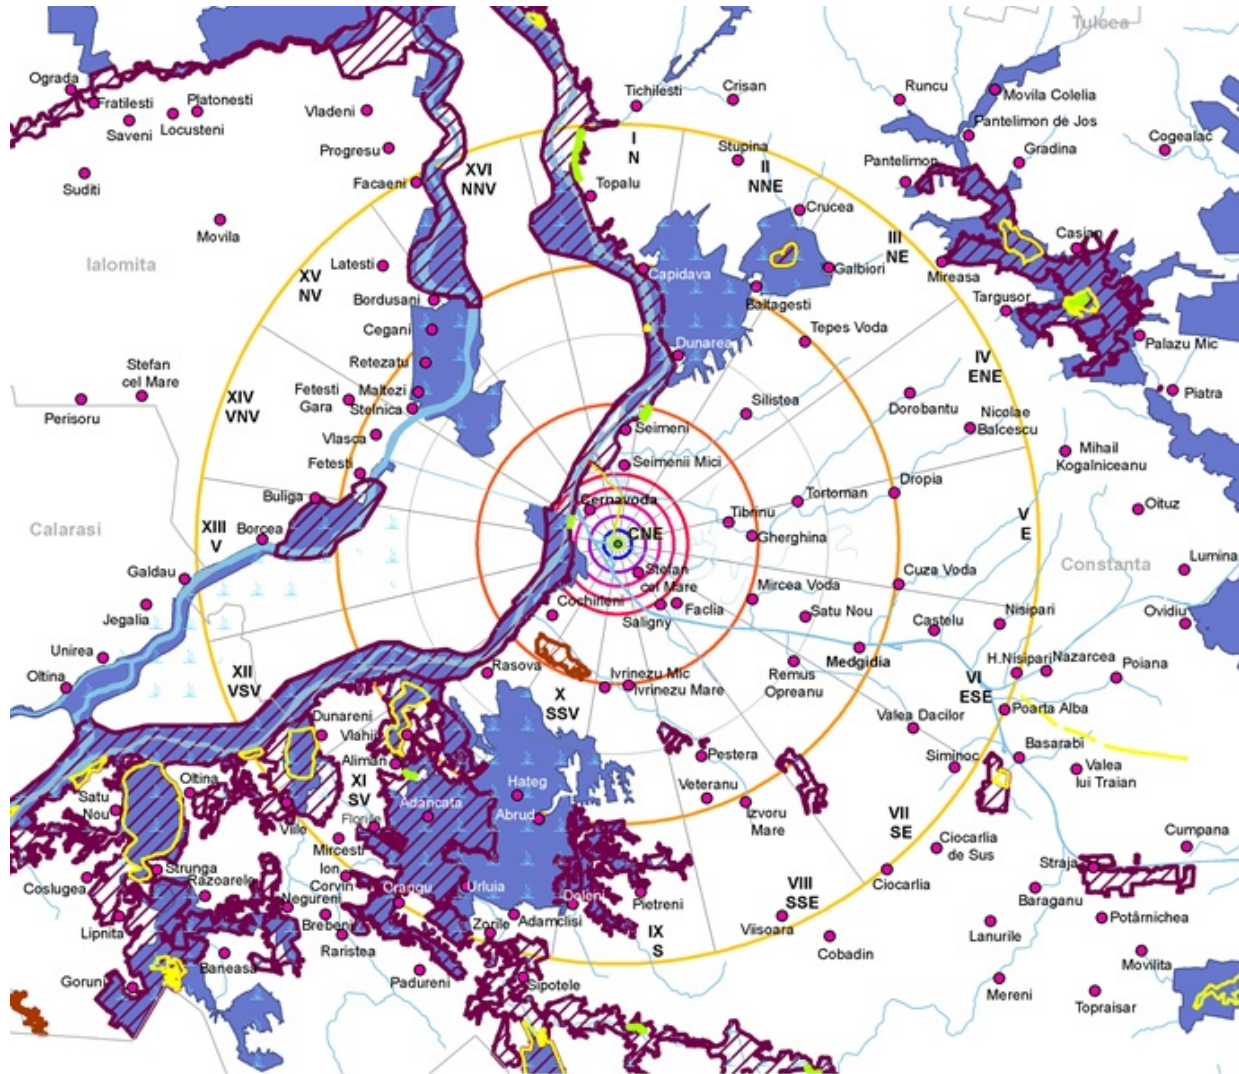 Tulcea
Ograda
Fratilesti
Platonesti
Saveni
Locusteni
Vladeni
Tichilesti
Crisan
Runcu
Movila Colelia
Pantelimon de Jos
Cogealac
Progresu
I
N
Stupina
II
NNE
Pantelimon
Gradina
Suditi
Facaeni
XVI
NNV
Topalu
Crucea
Movila
III
NE
Casian
Ialomita
Latesti
XV
NV
Capidava
Galbiori
Mireasa
Bordusani
Baltagesti
Targusor
Cegani
Tepes Voda
Dunarea
Palazu Mic
Stefan
cel Mare
Retezatu
IV
ENE
Perisoru
XIV
VNV
Fetesti
Gara
Maltezi
Stelnica
Silistea
Dorobantu
Piatra
Vlasca
Seimeni
Nicolae
Balcescu
Mihail
Kogalniceanu
Fetesti
Seimenii Mici
Buliga
Cernavoda
Tortoman
Dropia
Oituz
Calarasi
XIII
V
Borcea
CNE
Tibrinu
Gherghina
V
E
Lumina
Galdau
Stefan
cel Mare
Cuza Voda
Constanta
Jegalia
Cochirleni
Saligny
Faclia
Mircea Voda
Satu Nou
Castelu
Nisipari
Ovidiu
Unirea
Oltina
XII
VSV
Rasova
X
SSV
Ivrinezu Mic
Ivrinezu Mare
Remus
Opreanu
Medgidia
H.Nisipari
Nazarcea
Poiana
VI
ESE
Poarta Alba
Dunareni
Vlahii
Valea Dacilor
Aliman
Pestera
Siminoc
Basarabi
Valea
lui Traian
Oltina
XI
SV
Hateg
Veteranu
Satu
Nou
Adancata
Abrud
Izvoru
Mare
VII
SE
Viile
Florile
Mircesti
Ciocarlia
de Sus
Cumpana
Strunga
Ion
Corvin
Straja
Coslugea
Razoarele
Crangu
Urluia
Ciocarlia
Negureni
Doleni
Pietreni
VIII
SSE
Baraganu
Lipnita
Brebeni
Zorile
Adamclisi
Viisoara
Potârnichea
Raristea
IX
S
Lanurile
Baneasa
Cobadin
Movilita
Goruni
Padureni
Sipotele
Mereni
Topraisar